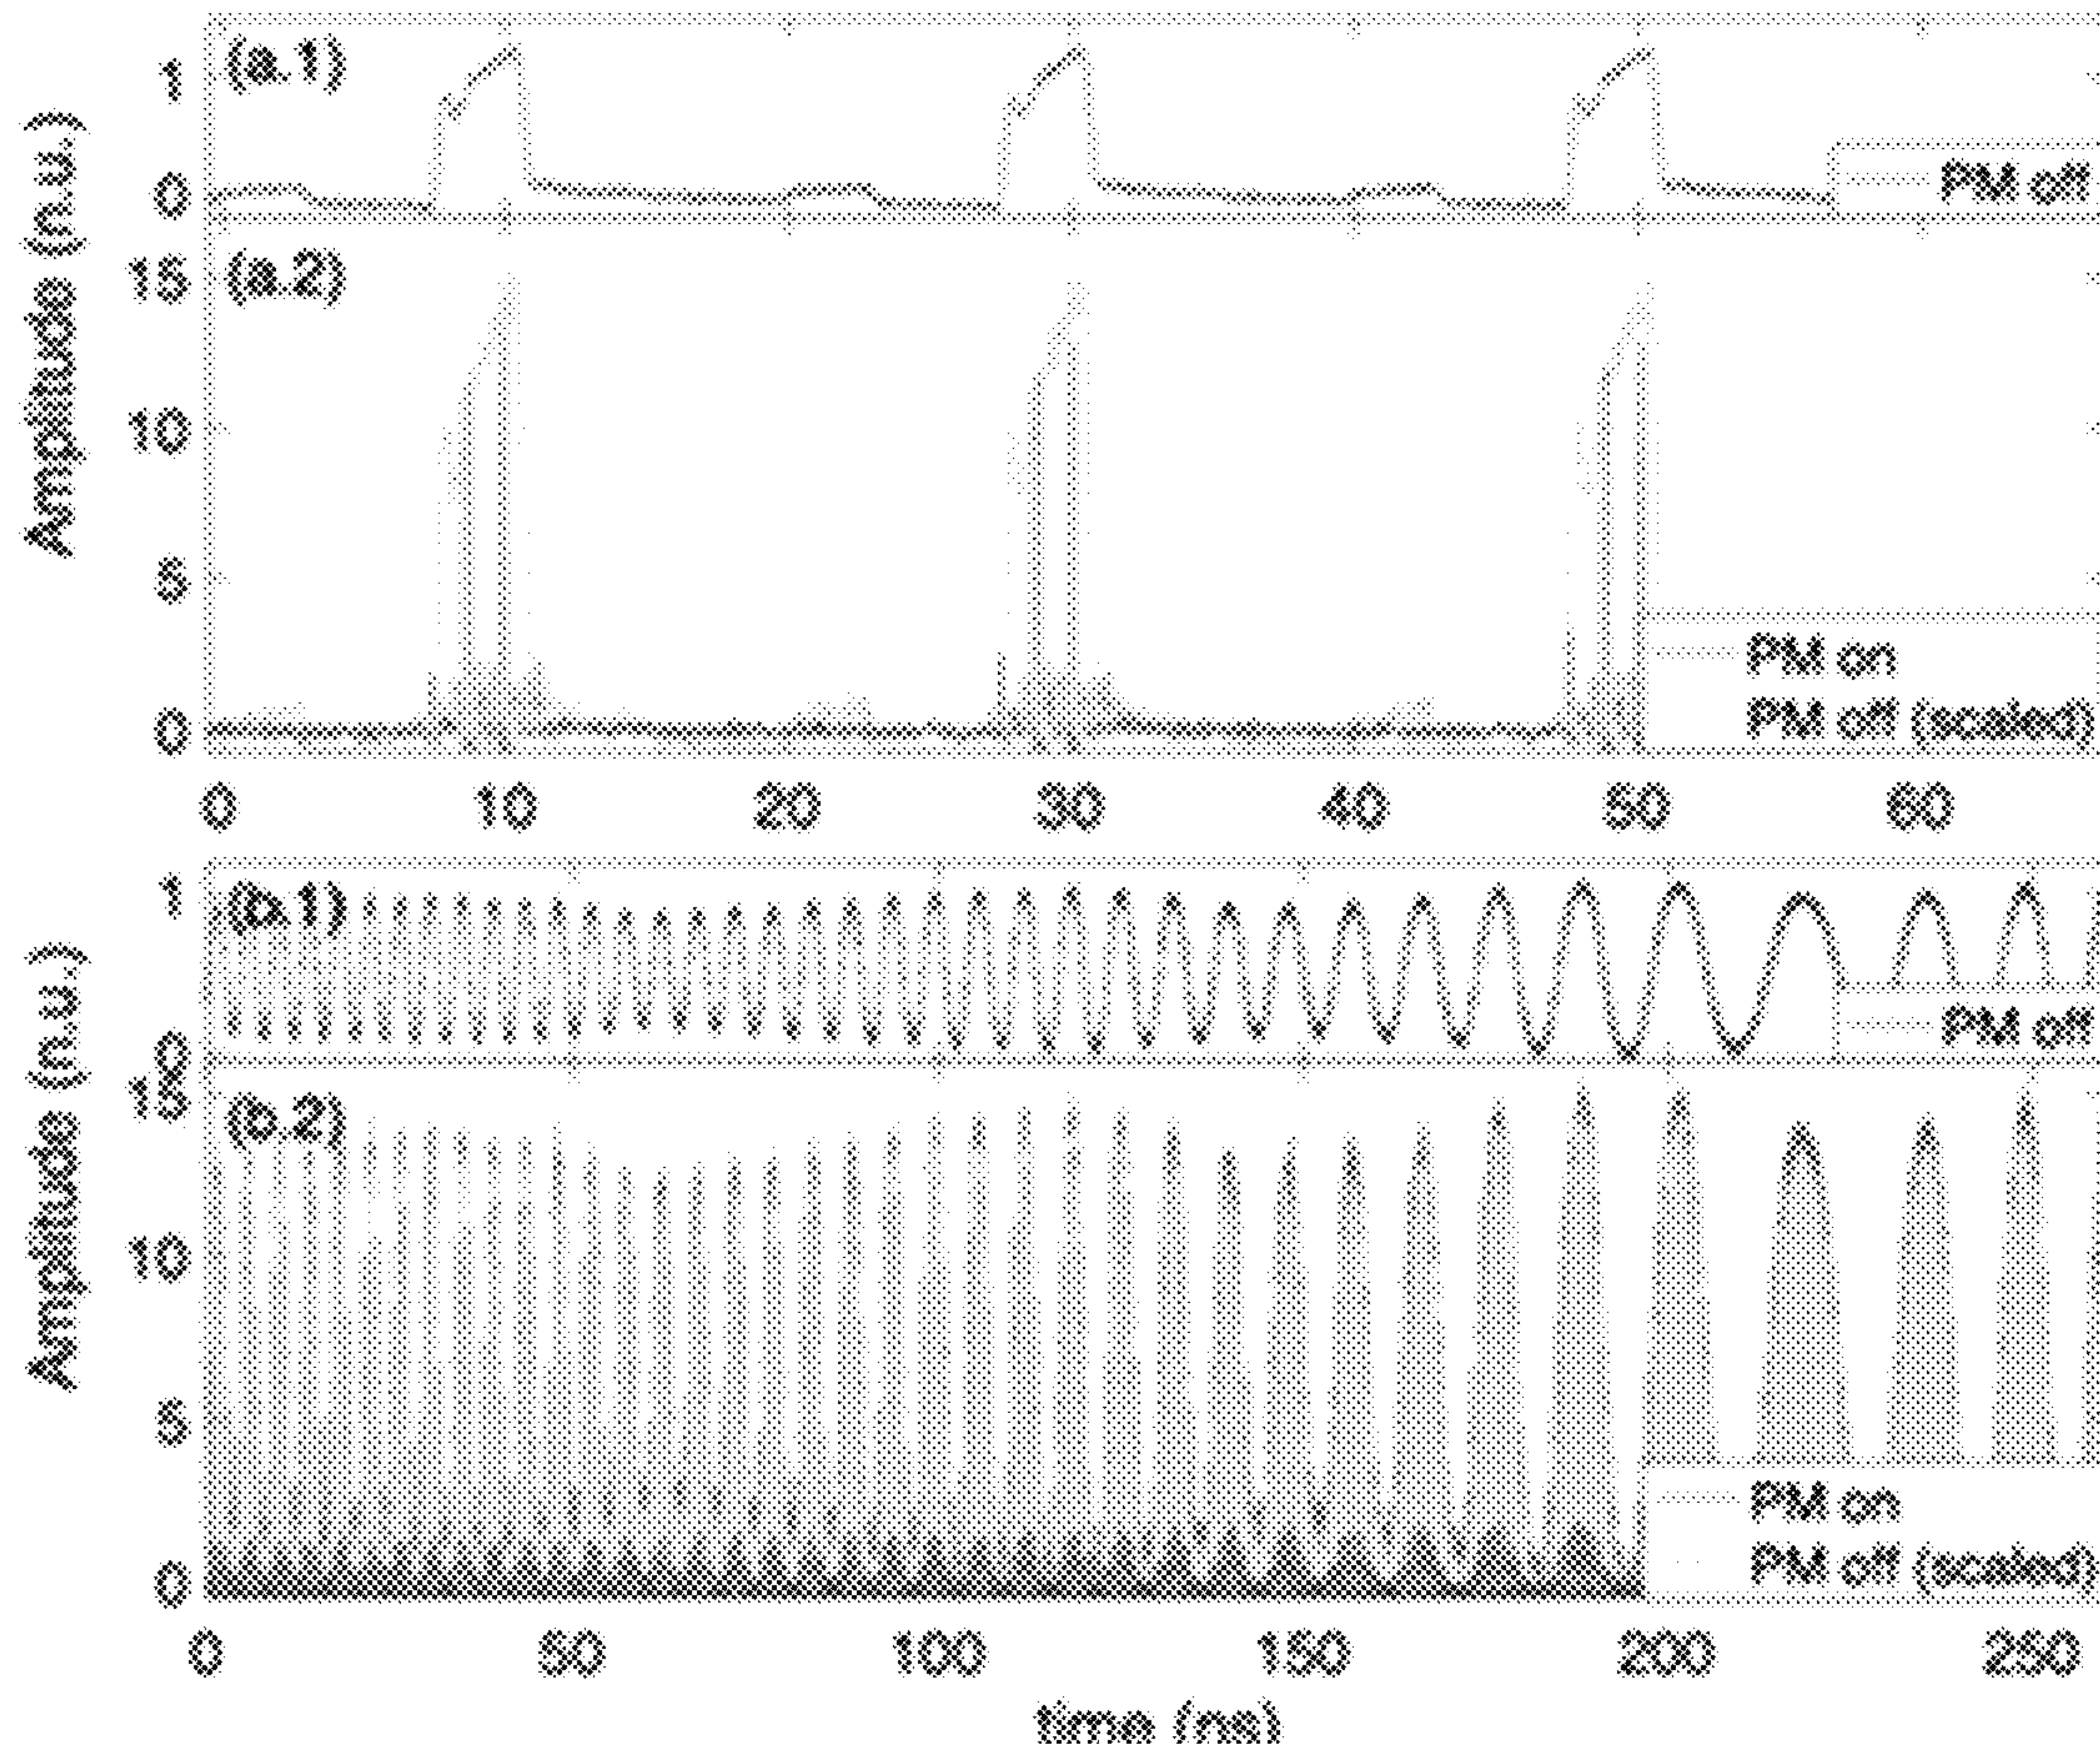 (a.1)
1
0
PM off
Amplitude (n.u.)
(a.2)
15
10
5
0
PM on
PM off (scaled)
0 10 20 30 40 50 60
(b.1)
1
0
PM off
Amplitude (n.u.)
(b.2)
15
10
5
0
PM on
PM off (scaled)
0 50 100 150 200 250
time (ns)